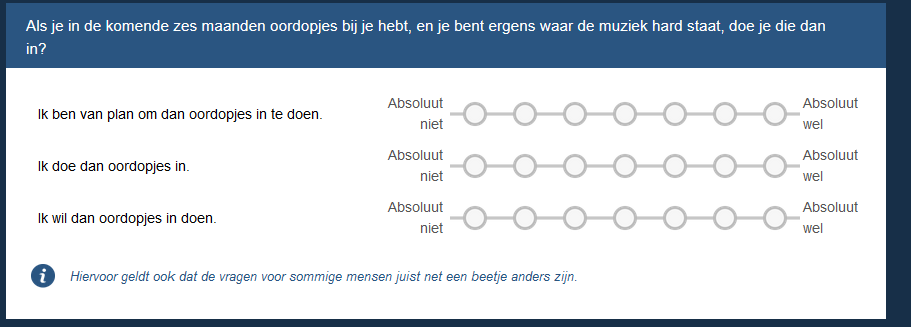 Als je in de komende zes maanden oordopjes bij je hebt, en je bent ergens waar de muziek hard staat, doe je die dan
in?
Ik ben van plan om dan oordopjes in te doen.
Absoluut
niet
Absoluut
wel
Ik doe dan oordopjes in.
Absoluut
niet
Absoluut
wel
Ik wil dan oordopjes in doen.
Absoluut
niet
Absoluut
wel
i
Hiervoor geldt ook dat de vragen voor sommige mensen juist net een beetje anders zijn.